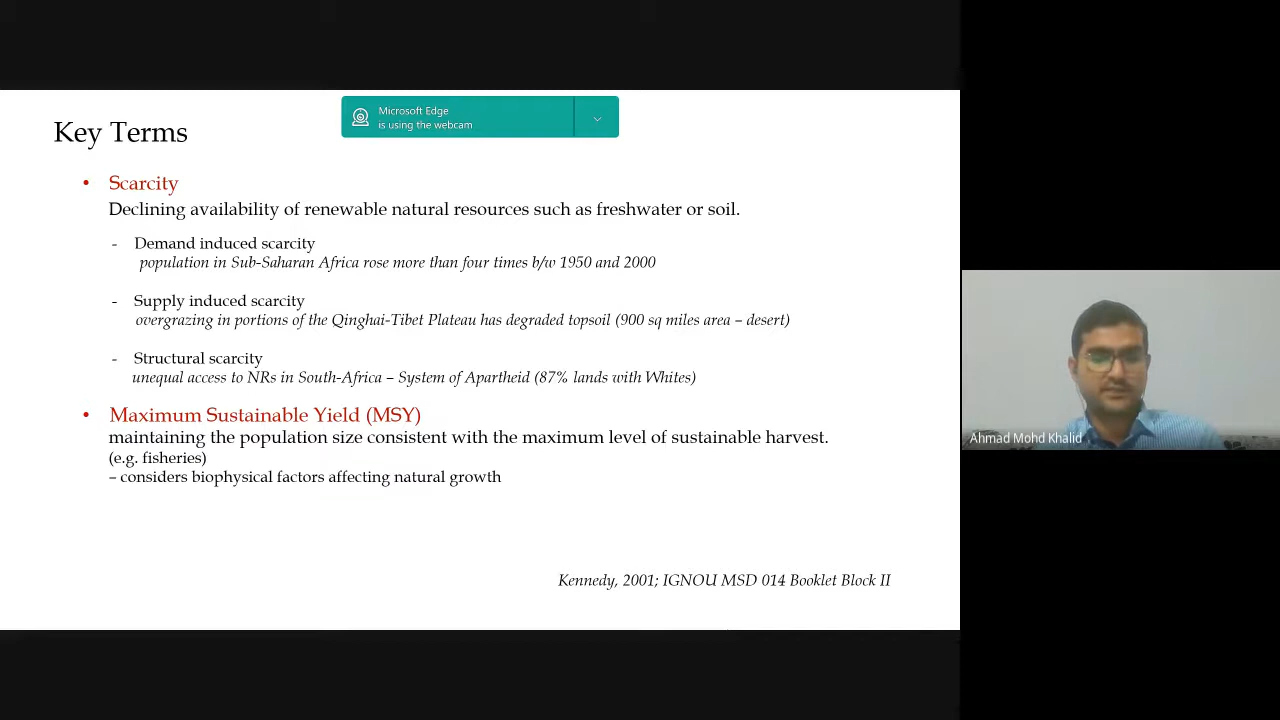 Microsoft Edge
is using the webcam
Key Terms
• Scarcity
Declining availability of renewable natural resources such as freshwater or soil.
- Demand induced scarcity
population in Sub-Saharan Africa rose more than four times b/w 1950 and 2000
- Supply induced scarcity
overgrazing in portions of the Qinghai-Tibet Plateau has degraded topsoil (900 sq miles area – desert)
- Structural scarcity
unequal access to NRs in South-Africa – System of Apartheid (87% lands with Whites)
• Maximum Sustainable Yield (MSY)
maintaining the population size consistent with the maximum level of sustainable harvest.
(e.g. fisheries)
– considers biophysical factors affecting natural growth
Kennedy, 2001; IGNOU MSD 014 Booklet Block II
Ahmad Mohd Khalid